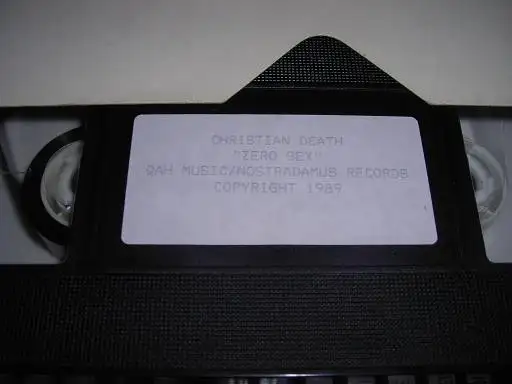 CHRISTIAN DEATH
"ZERO SEX"
DAH MUSIC/NOSTRADAMUS RECORDS
COPYRIGHT 1989